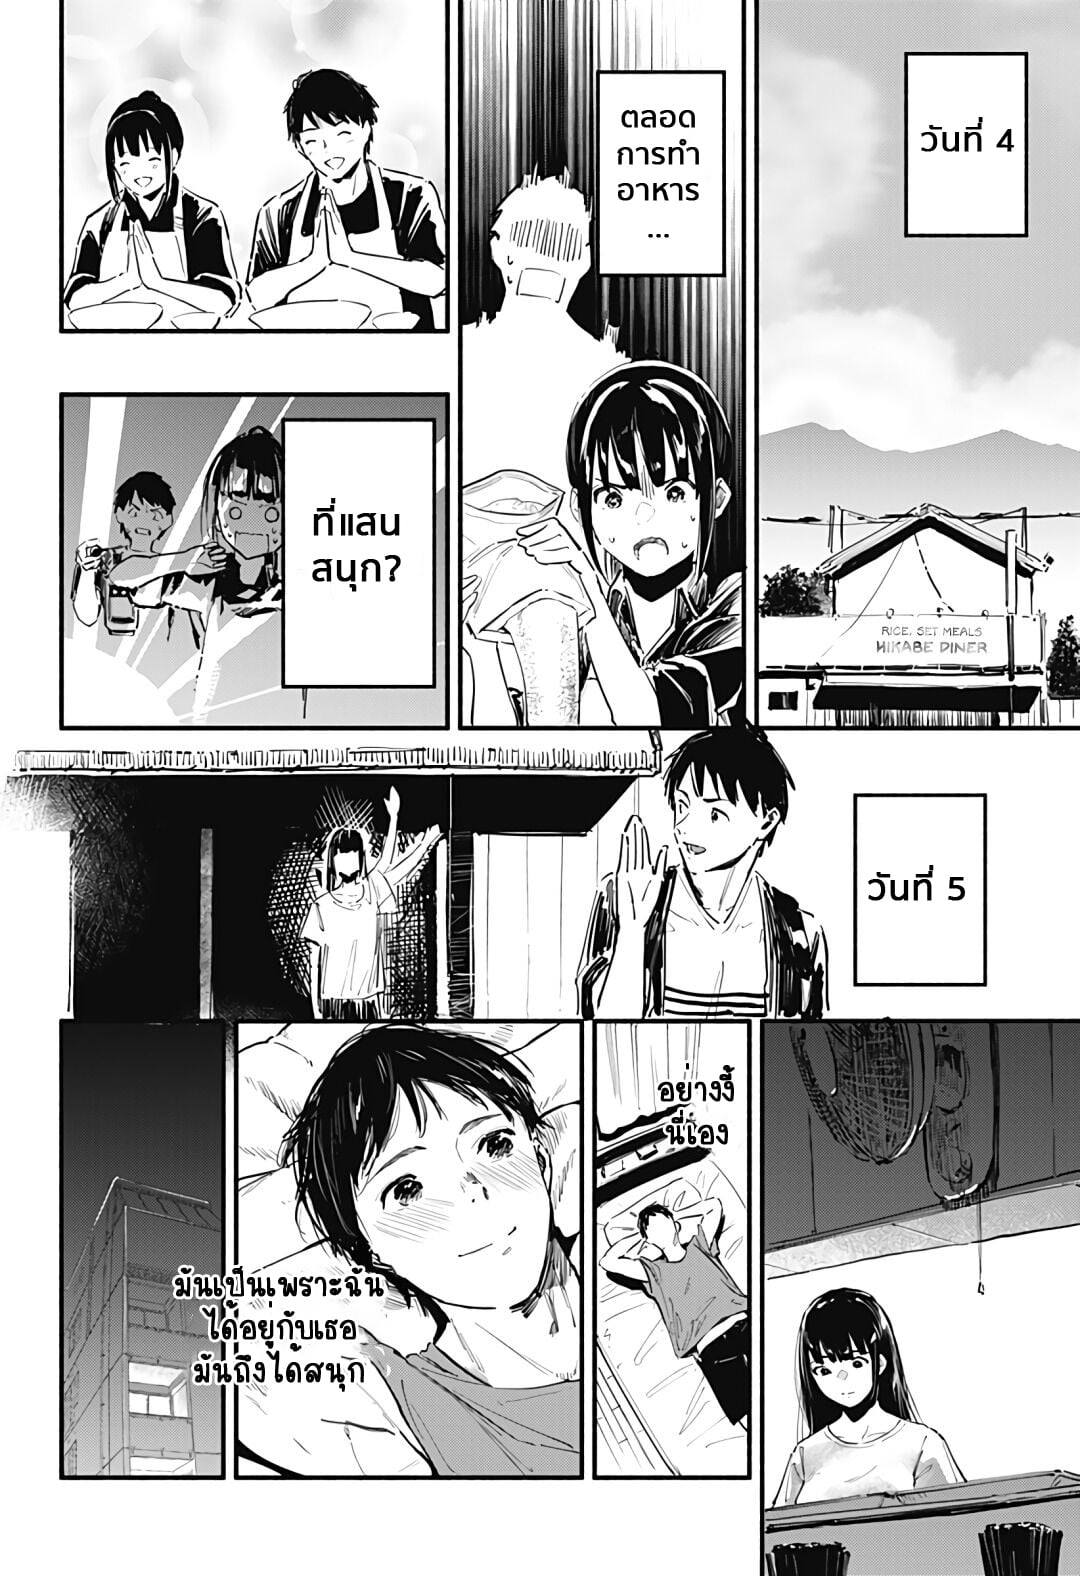 วันที่ 4
RICE, SET MEALS
HIKABE DINER
ตลอด
การทำ
อาหาร
...
ที่แสน
สนุก?
วันที่ 5
อย่างงี้
นี่เอง
มันเป็นเพราะฉัน
ได้อยู่กับเธอ
มันถึงได้สนุก